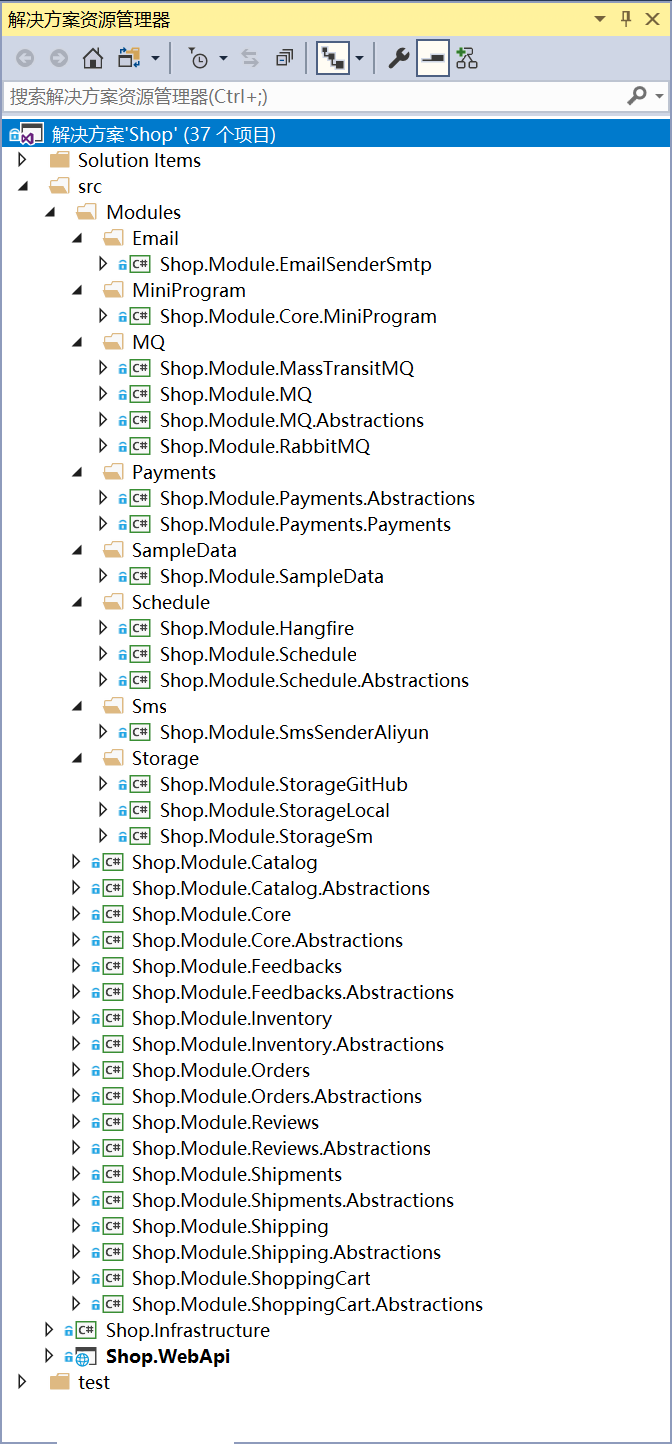 解决方案资源管理器
搜索解决方案资源管理器(Ctrl+;)
解决方案'Shop' (37 个项目)
Solution Items
src
Modules
Email
C# Shop.Module.EmailSenderSmtp
MiniProgram
C# Shop.Module.Core.MiniProgram
MQ
C# Shop.Module.MassTransitMQ
C# Shop.Module.MQ
C# Shop.Module.MQ.Abstractions
C# Shop.Module.RabbitMQ
Payments
C# Shop.Module.Payments.Abstractions
C# Shop.Module.Payments.Payments
SampleData
C# Shop.Module.SampleData
Schedule
C# Shop.Module.Hangfire
C# Shop.Module.Schedule
C# Shop.Module.Schedule.Abstractions
Sms
C# Shop.Module.SmsSenderAliyun
Storage
C# Shop.Module.StorageGitHub
C# Shop.Module.StorageLocal
C# Shop.Module.StorageSm
C# Shop.Module.Catalog
C# Shop.Module.Catalog.Abstractions
C# Shop.Module.Core
C# Shop.Module.Core.Abstractions
C# Shop.Module.Feedbacks
C# Shop.Module.Feedbacks.Abstractions
C# Shop.Module.Inventory
C# Shop.Module.Inventory.Abstractions
C# Shop.Module.Orders
C# Shop.Module.Orders.Abstractions
C# Shop.Module.Reviews
C# Shop.Module.Reviews.Abstractions
C# Shop.Module.Shipments
C# Shop.Module.Shipments.Abstractions
C# Shop.Module.Shipping
C# Shop.Module.Shipping.Abstractions
C# Shop.Module.ShoppingCart
C# Shop.Module.ShoppingCart.Abstractions
C# Shop.Infrastructure
Shop.WebApi
test